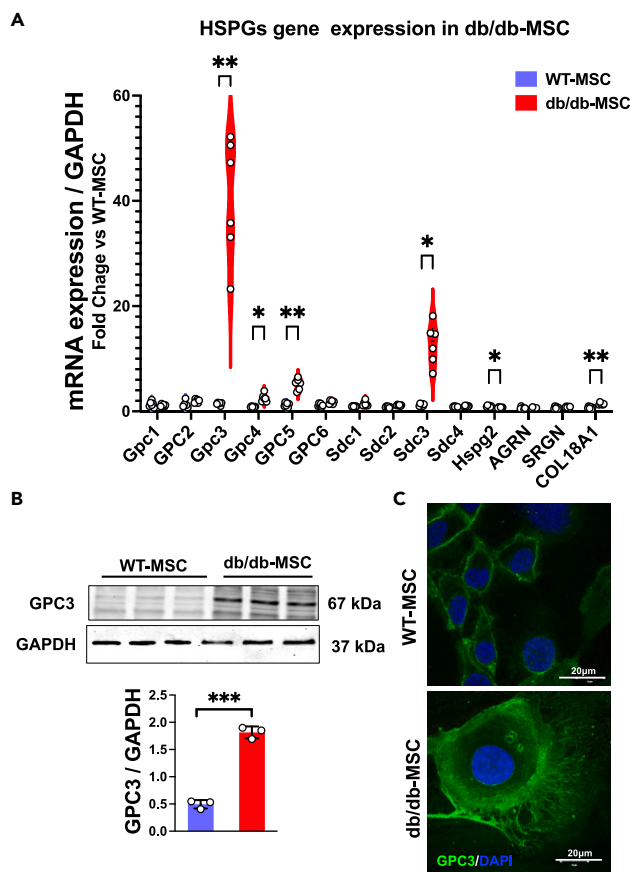 A
HSPGs gene expression in db/db-MSC
WT-MSC
db/db-MSC
mRNA expression / GAPDH
Fold Chage vs WT-MSC
60
40
20
0
**
*
**
*
*
**
Gpc1
GPC2
Gpc3
Gpc4
GPC5
GPC6
Sdc1
Sdc2
Sdc3
Sdc4
Hspg2
AGRN
SRGN
COL18A1
B
WT-MSC
db/db-MSC
GPC3
67 kDa
GAPDH
37 kDa
GPC3 / GAPDH
2.5
2.0
1.5
1.0
0.5
0.0
***
C
WT-MSC
20µm
db/db-MSC
GPC3/DAPI
20µm